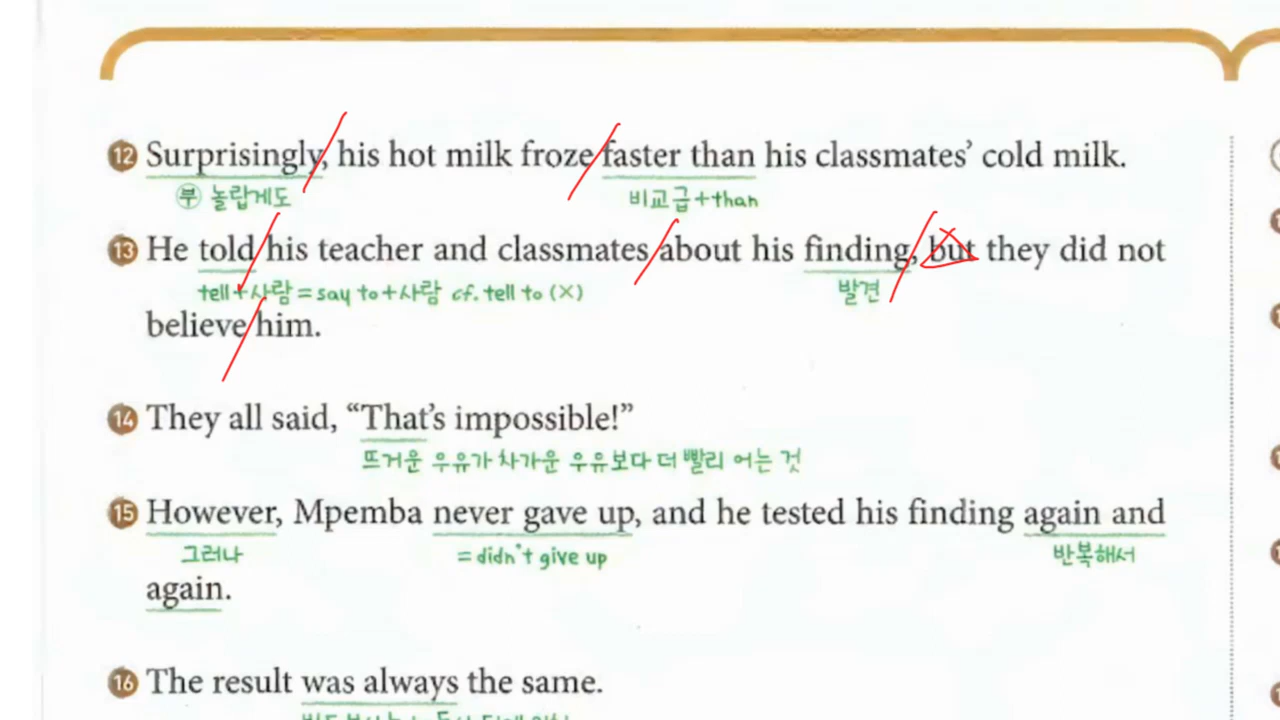 12 Surprisingly, his hot milk froze faster than his classmates' cold milk.
부 놀랍게도 비교급+than
13 He told his teacher and classmates about his finding, but they did not
tell+사람=say to+사람 cf. tell to (×) 발견
believe him.
14 They all said, “That's impossible!”
뜨거운 우유가 차가운 우유보다 더 빨리 어는 것
15 However, Mpemba never gave up, and he tested his finding again and
그러나 =didn't give up 반복해서
again.
16 The result was always the same.